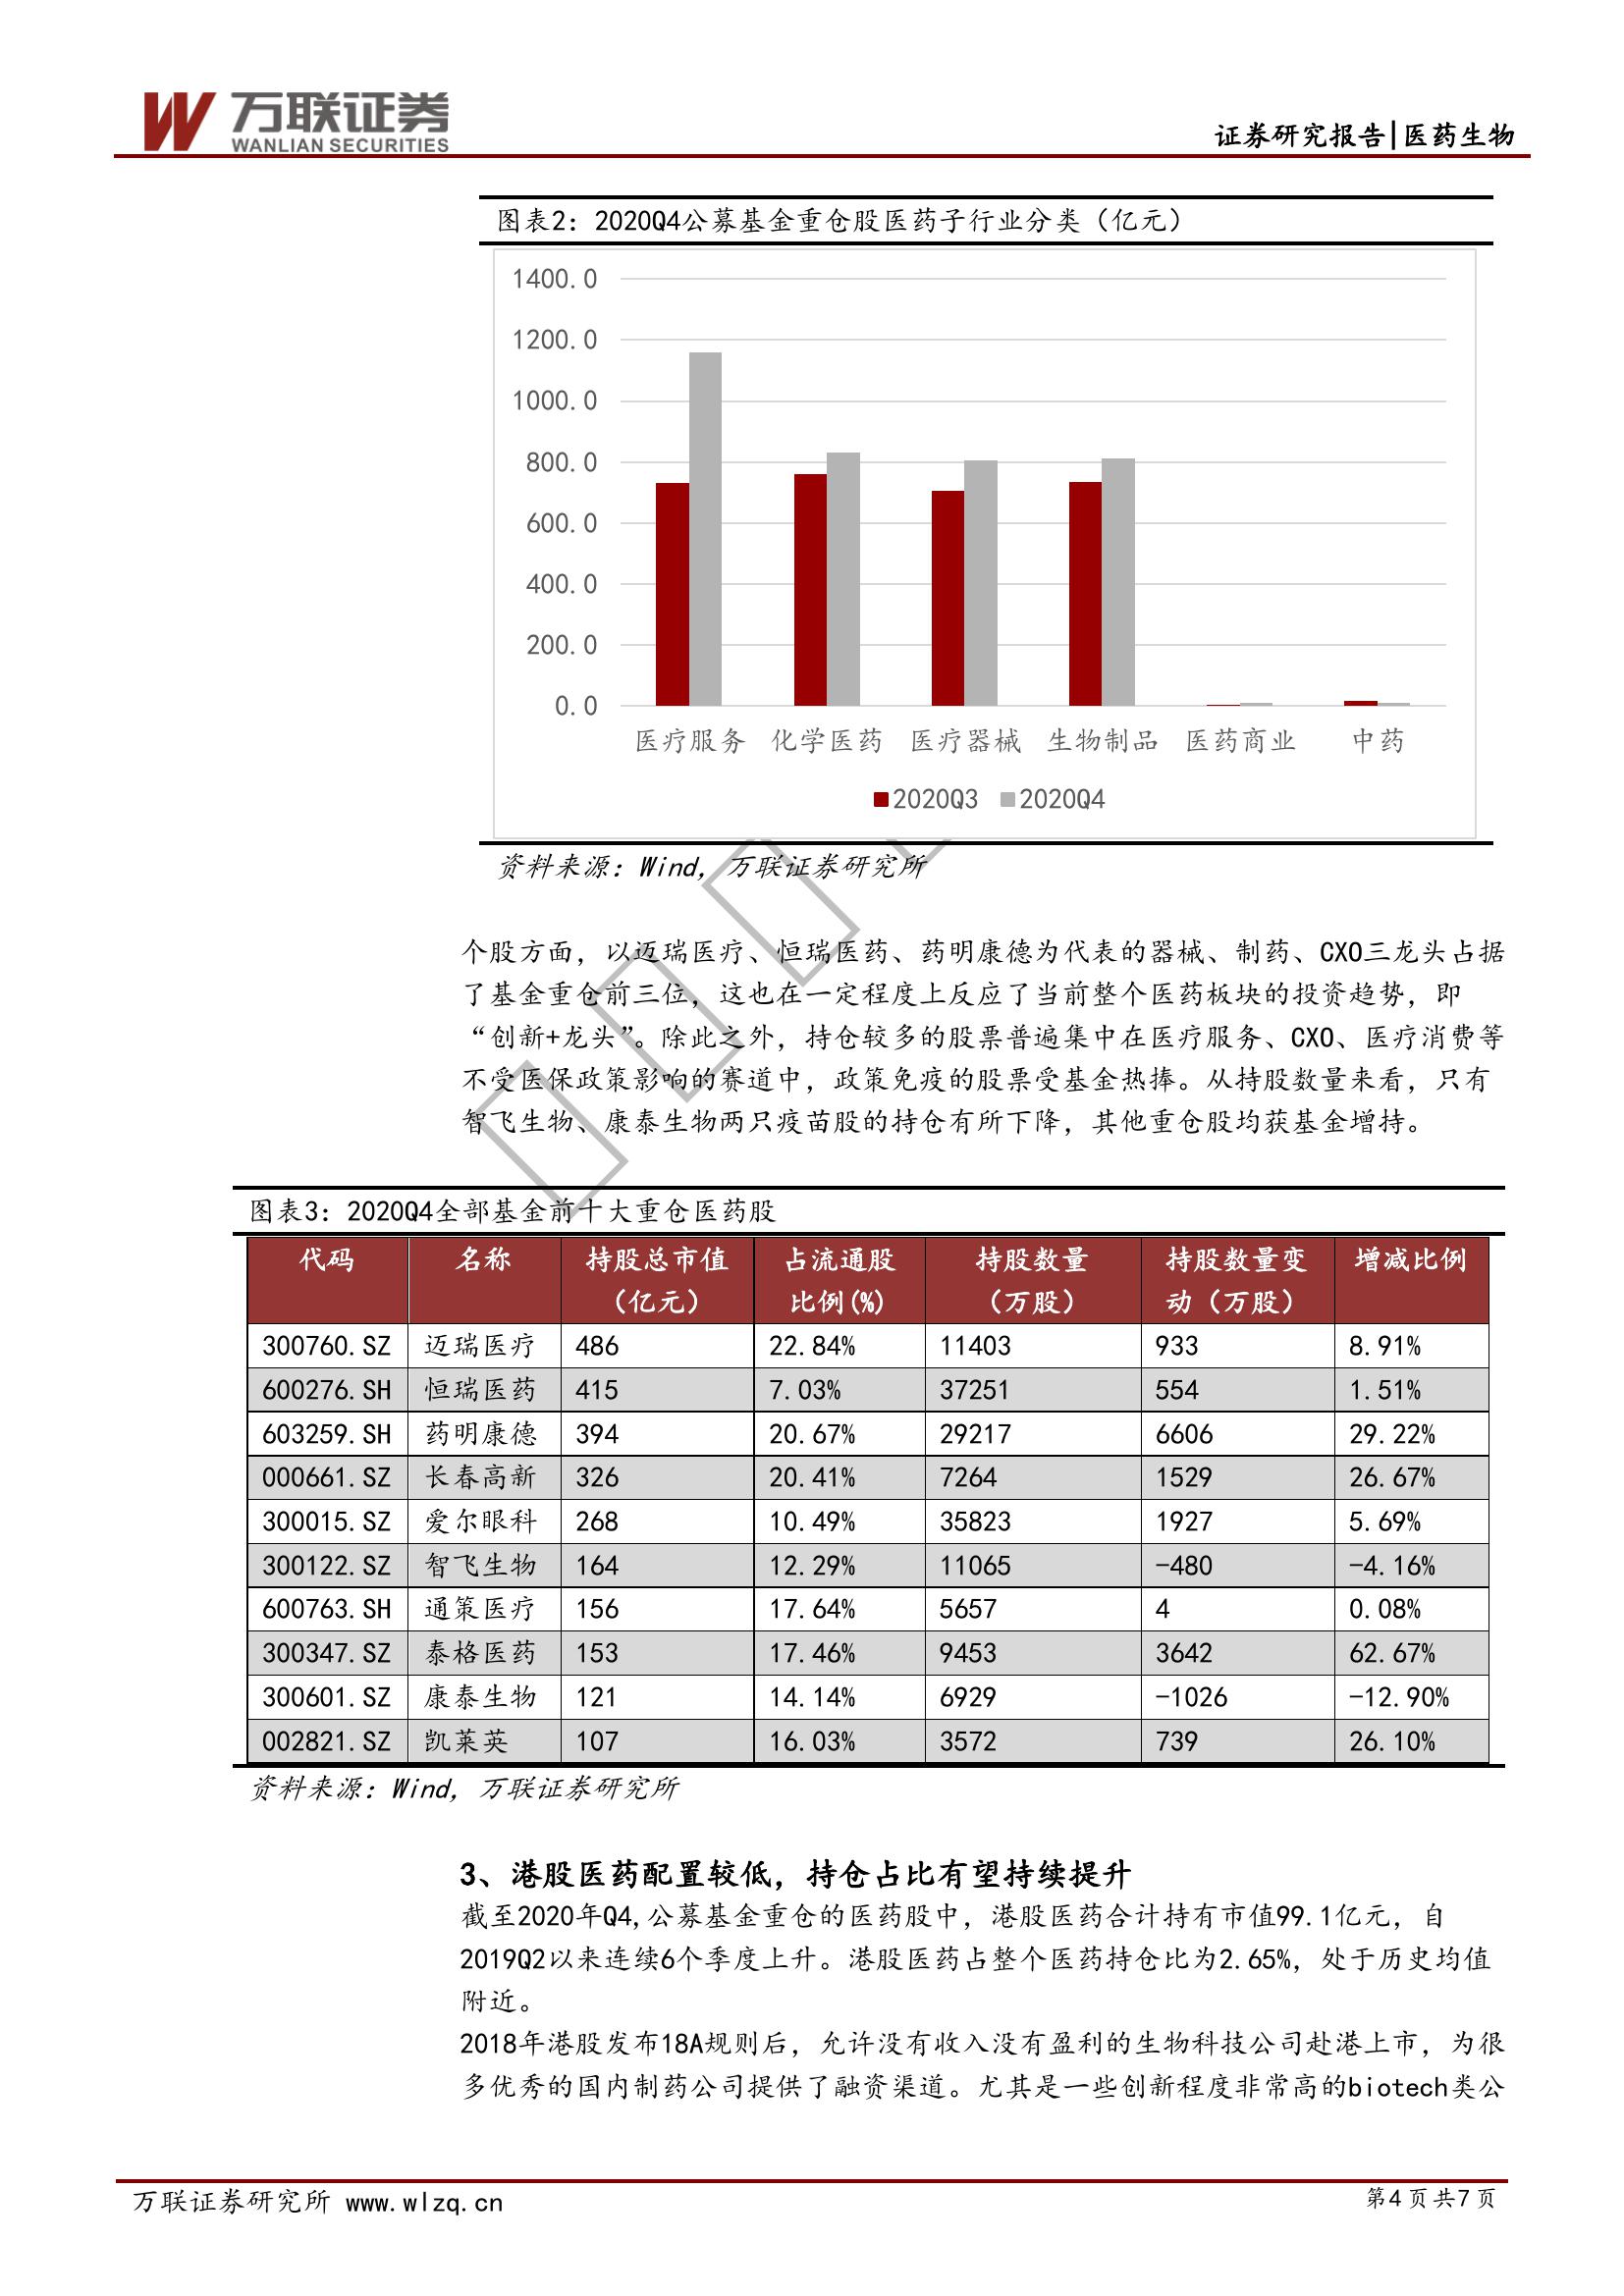 万联证券
WANLIAN SECURITIES
证券研究报告|医药生物
图表2：2020Q4公募基金重仓股医药子行业分类（亿元）
1400.0
1200.0
1000.0
800.0
600.0
400.0
200.0
0.0
医疗服务 化学医药 医疗器械 生物制品 医药商业 中药
2020Q3 2020Q4
资料来源：Wind，万联证券研究所
个股方面，以迈瑞医疗、恒瑞医药、药明康德为代表的器械、制药、CXO三龙头占据
了基金重仓前三位，这也在一定程度上反应了当前整个医药板块的投资趋势，即
“创新+龙头”。除此之外，持仓较多的股票普遍集中在医疗服务、CXO、医疗消费等
不受医保政策影响的赛道中，政策免疫的股票受基金热捧。从持股数量来看，只有
智飞生物、康泰生物两只疫苗股的持仓有所下降，其他重仓股均获基金增持。
图表3：2020Q4全部基金前十大重仓医药股
代码 名称 持股总市值 占流通股 持股数量 持股数量变 增减比例
（亿元） 比例(%) （万股） 动（万股）
300760.SZ 迈瑞医疗 486 22.84% 11403 933 8.91%
600276.SH 恒瑞医药 415 7.03% 37251 554 1.51%
603259.SH 药明康德 394 20.67% 29217 6606 29.22%
000661.SZ 长春高新 326 20.41% 7264 1529 26.67%
300015.SZ 爱尔眼科 268 10.49% 35823 1927 5.69%
300122.SZ 智飞生物 164 12.29% 11065 -480 -4.16%
600763.SH 通策医疗 156 17.64% 5657 4 0.08%
300347.SZ 泰格医药 153 17.46% 9453 3642 62.67%
300601.SZ 康泰生物 121 14.14% 6929 -1026 -12.90%
002821.SZ 凯莱英 107 16.03% 3572 739 26.10%
资料来源：Wind，万联证券研究所
3、港股医药配置较低，持仓占比有望持续提升
截至2020年Q4,公募基金重仓的医药股中，港股医药合计持有市值99.1亿元，自
2019Q2以来连续6个季度上升。港股医药占整个医药持仓比为2.65%，处于历史均值
附近。
2018年港股发布18A规则后，允许没有收入没有盈利的生物科技公司赴港上市，为很
多优秀的国内制药公司提供了融资渠道。尤其是一些创新程度非常高的biotech类公
万联证券研究所 www.wlzq.cn
第4页共7页